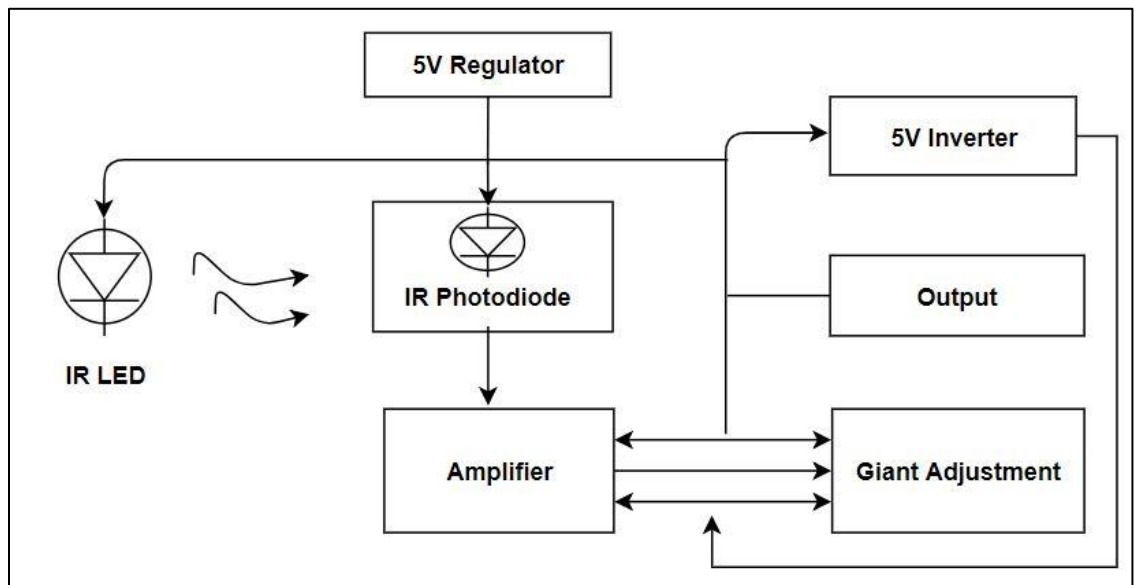 5V Regulator
5V Inverter
IR Photodiode
Output
IR LED
Amplifier
Giant Adjustment